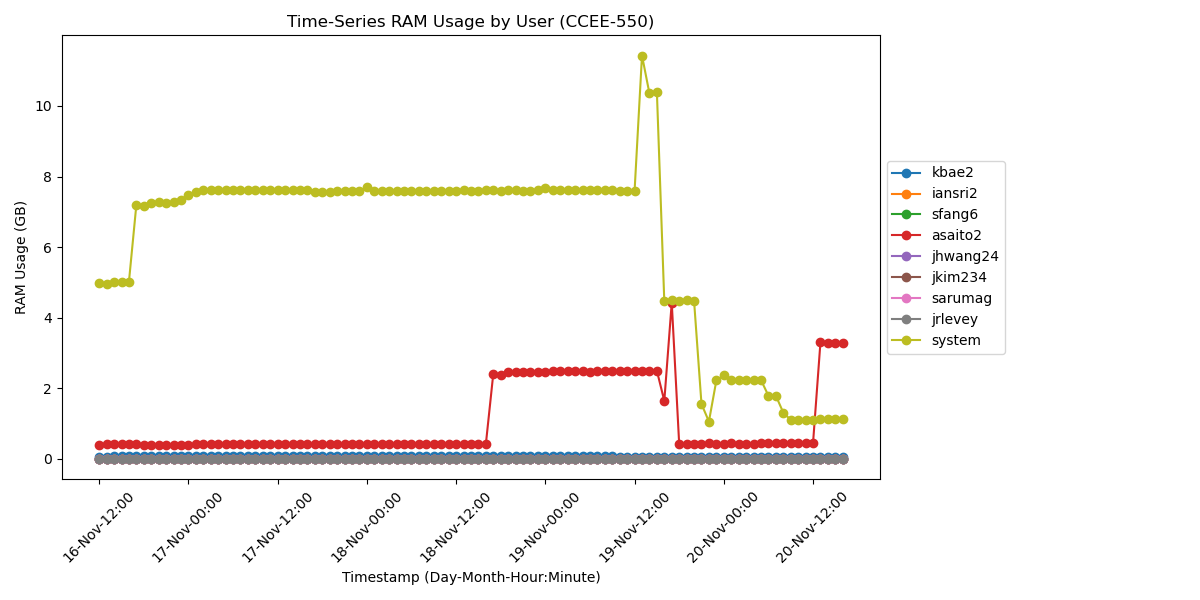 Time-Series RAM Usage by User (CCEE-550)
RAM Usage (GB)
10
8
6
4
2
0
16-Nov-12:00
17-Nov-00:00
17-Nov-12:00
18-Nov-00:00
18-Nov-12:00
19-Nov-00:00
19-Nov-12:00
20-Nov-00:00
20-Nov-12:00
Timestamp (Day-Month-Hour:Minute)
kbae2
iansri2
sfang6
asaito2
jhwang24
jkim234
sarumag
jrlevey
system